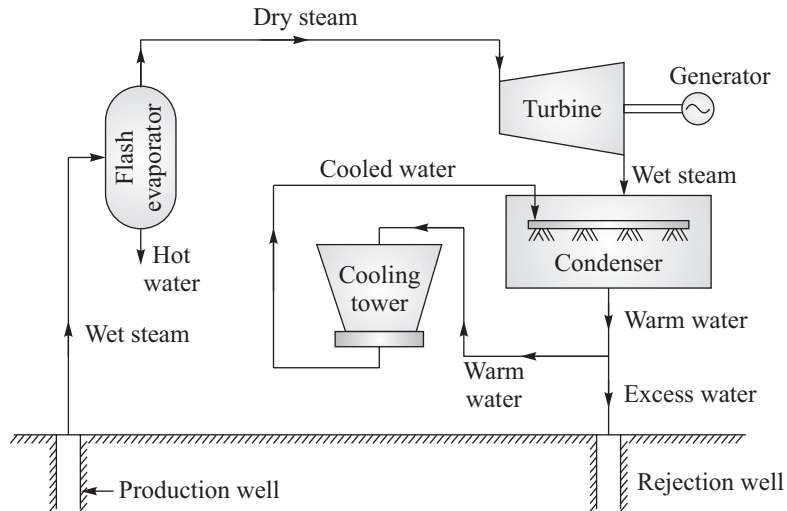 Dry steam
Generator
Turbine
Flash
evaporator
Cooled water
Wet steam
Hot
water
Cooling
tower
Condenser
Wet steam
Warm water
Warm
water
Excess water
Production well
Rejection well